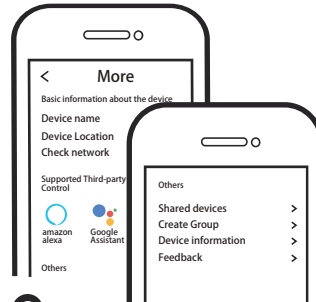 <
More
Basic information about the device
Device name
Device Location
Check network
Supported Third-party
Control
amazon
alexa
Google
Assistant
Others
Others
Shared devices >
Create Group >
Device information >
Feedback >